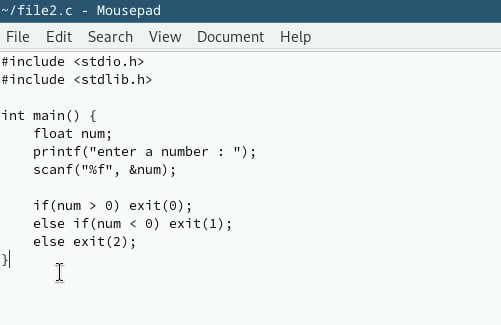 ~/file2.c - Mousepad
File Edit Search View Document Help
#include <stdio.h>
#include <stdlib.h>

int main() {
    float num;
    printf("enter a number : ");
    scanf("%f", &num);

    if(num > 0) exit(0);
    else if(num < 0) exit(1);
    else exit(2);
}